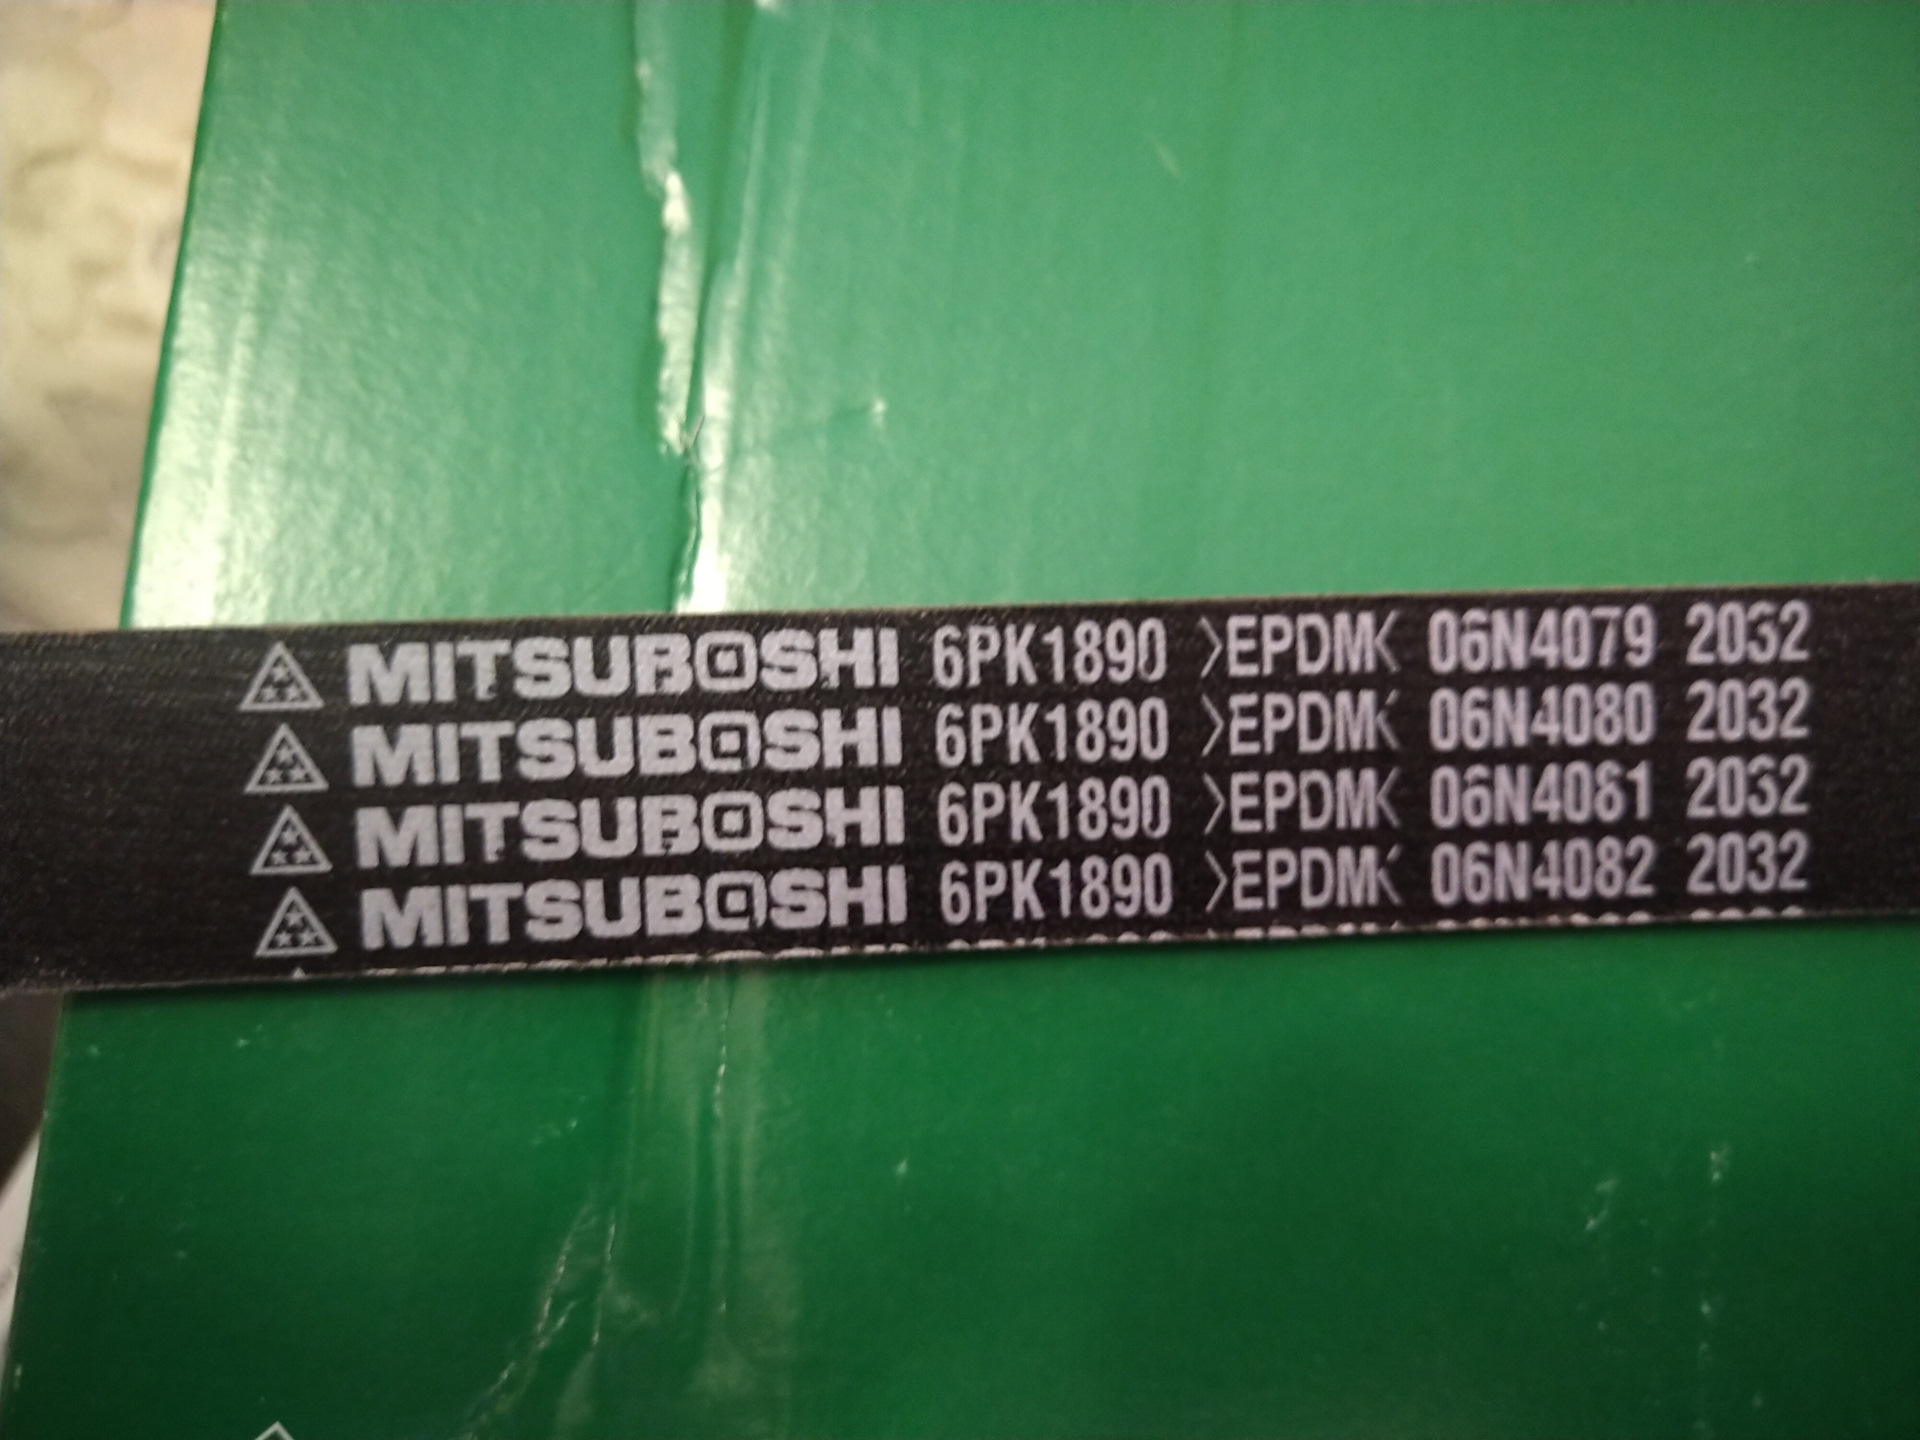 MITSUBOSHI 6PK1890 >EPDM< 06N4079 2032
MITSUBOSHI 6PK1890 >EPDM< 06N4080 2032
MITSUBOSHI 6PK1890 >EPDM< 06N4081 2032
MITSUBOSHI 6PK1890 >EPDM< 06N4082 2032